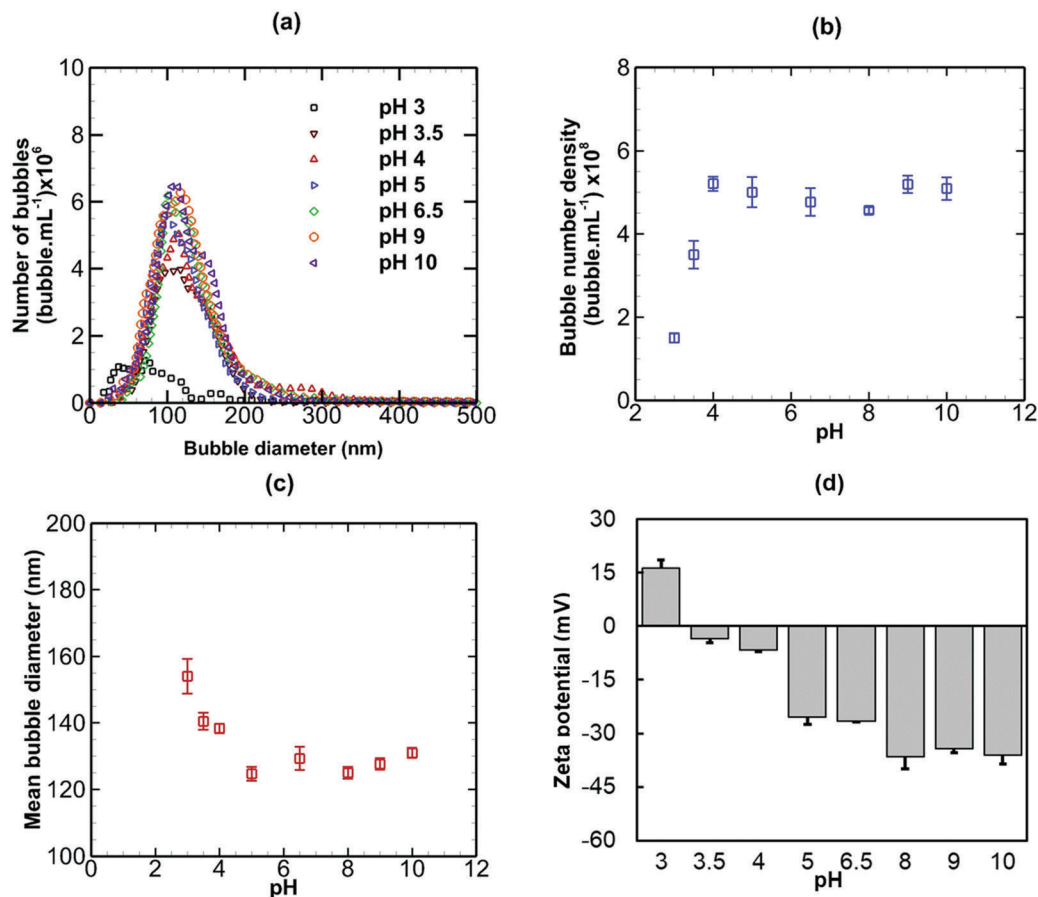 (a)
10
8
6
4
2
0
0 100 200 300 400 500
Number of bubbles
(bubble.mL⁻¹)x10⁶
Bubble diameter (nm)
pH 3
pH 3.5
pH 4
pH 5
pH 6.5
pH 9
pH 10
(b)
8
6
4
2
0
2 4 6 8 10 12
Bubble number density
(bubble.mL⁻¹) x10⁸
pH
(c)
200
180
160
140
120
100
0 2 4 6 8 10 12
Mean bubble diameter (nm)
pH
(d)
30
15
0
-15
-30
-45
-60
3 3.5 4 5 6.5 8 9 10
Zeta potential (mV)
pH